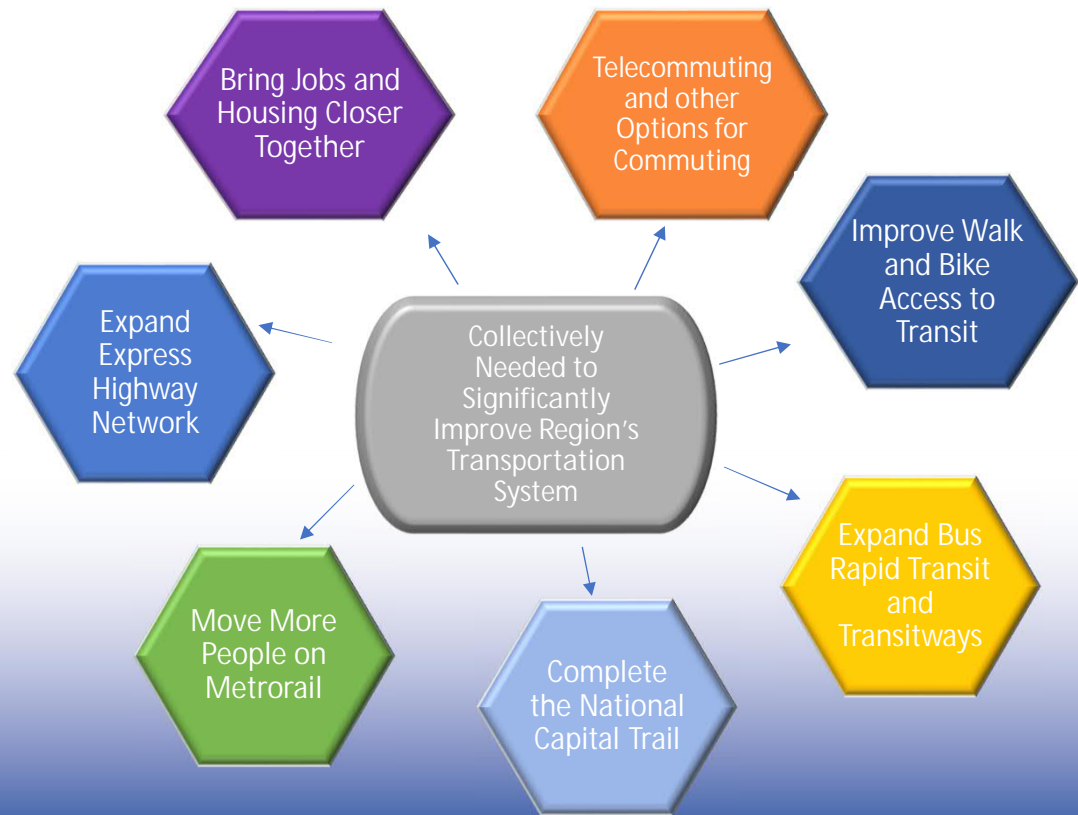 Bring Jobs and
Housing Closer
Together
Telecommuting
and other
Options for
Commuting
Improve Walk
and Bike
Access to
Transit
Expand
Express
Highway
Network
Collectively
Needed to
Significantly
Improve Region’s
Transportation
System
Expand Bus
Rapid Transit
and
Transitways
Move More
People on
Metrorail
Complete
the National
Capital Trail